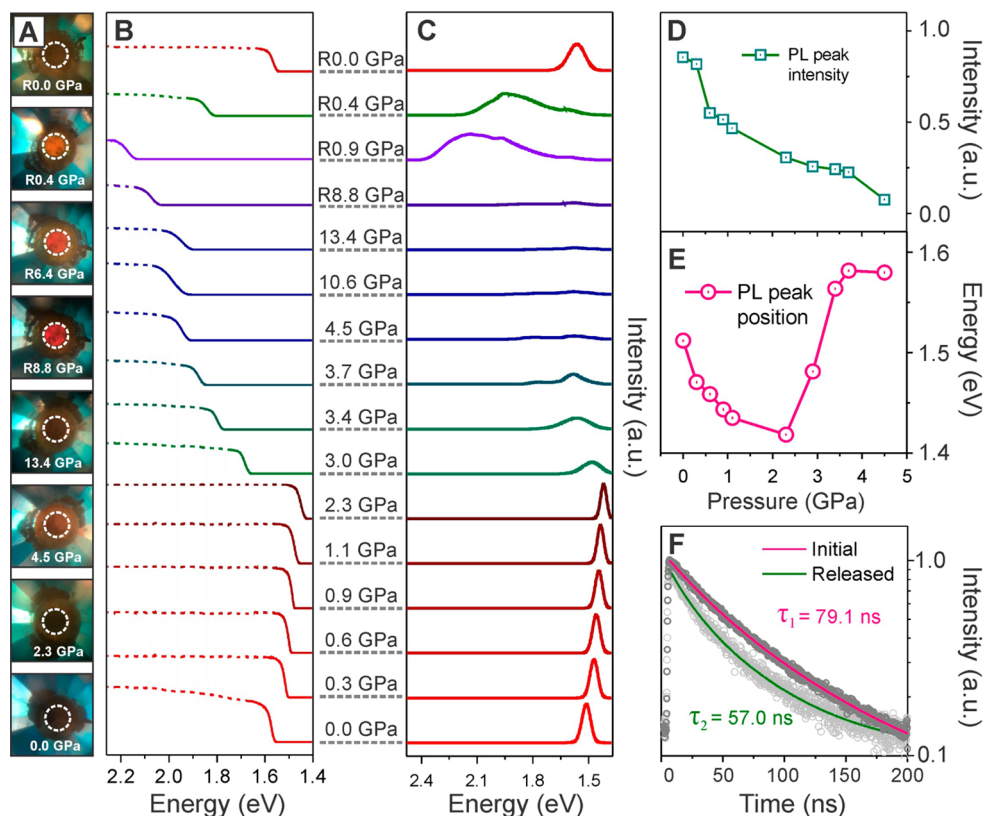 A
R0.0 GPa
R0.4 GPa
R6.4 GPa
R8.8 GPa
13.4 GPa
4.5 GPa
2.3 GPa
0.0 GPa
B
2.2 2.0 1.8 1.6 1.4
Energy (eV)
R0.0 GPa
R0.4 GPa
R0.9 GPa
R8.8 GPa
13.4 GPa
10.6 GPa
4.5 GPa
3.7 GPa
3.4 GPa
3.0 GPa
2.3 GPa
1.1 GPa
0.9 GPa
0.6 GPa
0.3 GPa
0.0 GPa
C
Intensity (a.u.)
2.4 2.1 1.8 1.5
Energy (eV)
D
PL peak
intensity
1.0
0.5
0.0
Intensity (a.u.)
E
PL peak
position
1.6
1.5
1.4
Energy (eV)
0 1 2 3 4 5
Pressure (GPa)
F
Initial
Released
τ1 = 79.1 ns
τ2 = 57.0 ns
1.0
0.1
Intensity (a.u.)
0 50 100 150 200
Time (ns)